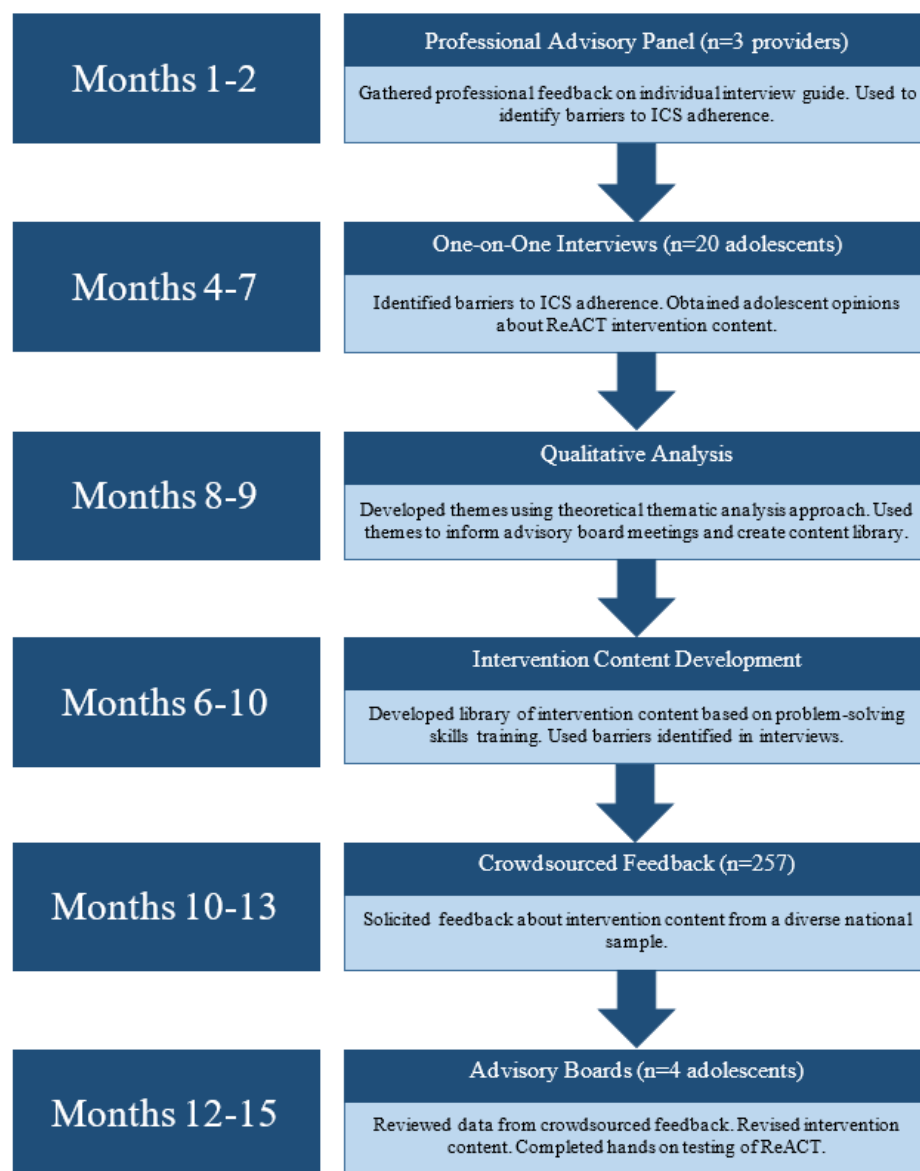 Months 1-2
Professional Advisory Panel (n=3 providers)
Gathered professional feedback on individual interview guide. Used to
identify barriers to ICS adherence.
Months 4-7
One-on-One Interviews (n=20 adolescents)
Identified barriers to ICS adherence. Obtained adolescent opinions
about ReACT intervention content.
Months 8-9
Qualitative Analysis
Developed themes using theoretical thematic analysis approach. Used
themes to inform advisory board meetings and create content library.
Months 6-10
Intervention Content Development
Developed library of intervention content based on problem-solving
skills training. Used barriers identified in interviews.
Months 10-13
Crowdsourced Feedback (n=257)
Solicited feedback about intervention content from a diverse national
sample.
Months 12-15
Advisory Boards (n=4 adolescents)
Reviewed data from crowdsourced feedback. Revised intervention
content. Completed hands on testing of ReACT.